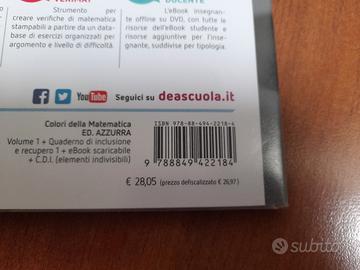 VERIMAT
DOCENTE
Strumento per
creare verifiche di matematica
stampabili a partire da un data-
base di esercizi organizzati per
argomento e livello di difficoltà.
L'eBook insegnan-
te offline su DVD, con tutte le
risorse dell'eBook studente e
risorse aggiuntive per l'inse-
gnante, suddivise per tipologia.
f You Tube Seguici su deascuola.it
Colori della Matematica
ED. AZZURRA
Volume 1 + Quaderno di inclusione
e recupero 1 + eBook scaricabile
+ C.D.I. (elementi indivisibili)
ISBN 978-88-494-2218-4
9 788849 422184
€ 28,05 (prezzo defiscalizzato € 26,97)
subito